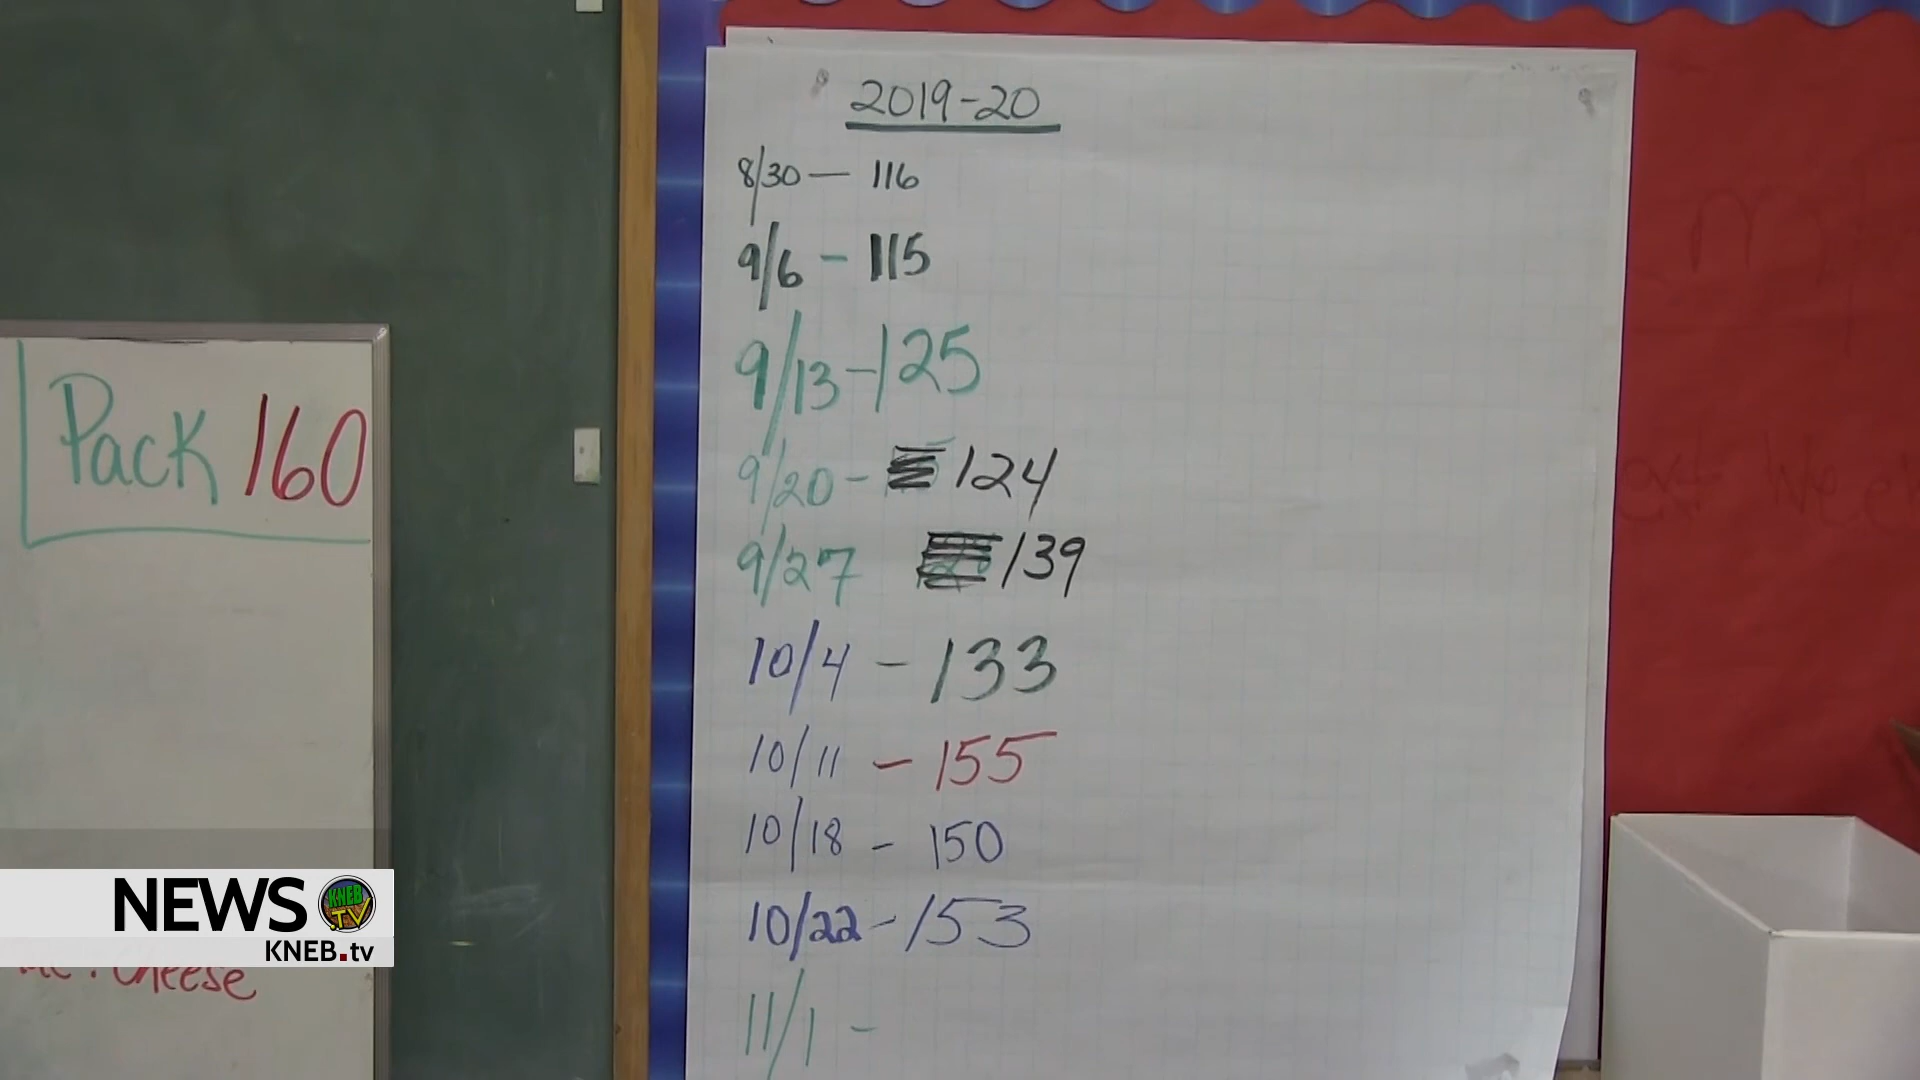 Pack 160
2019-20
8/30 — 116
9/6 - 115
9/13 - 125
9/20 - 124
9/27 139
10/4 - 133
10/11 - 155
10/18 - 150
10/22 - 153
11/1 -
NEWS KNEB.TV
KNEB.tv
Cheese